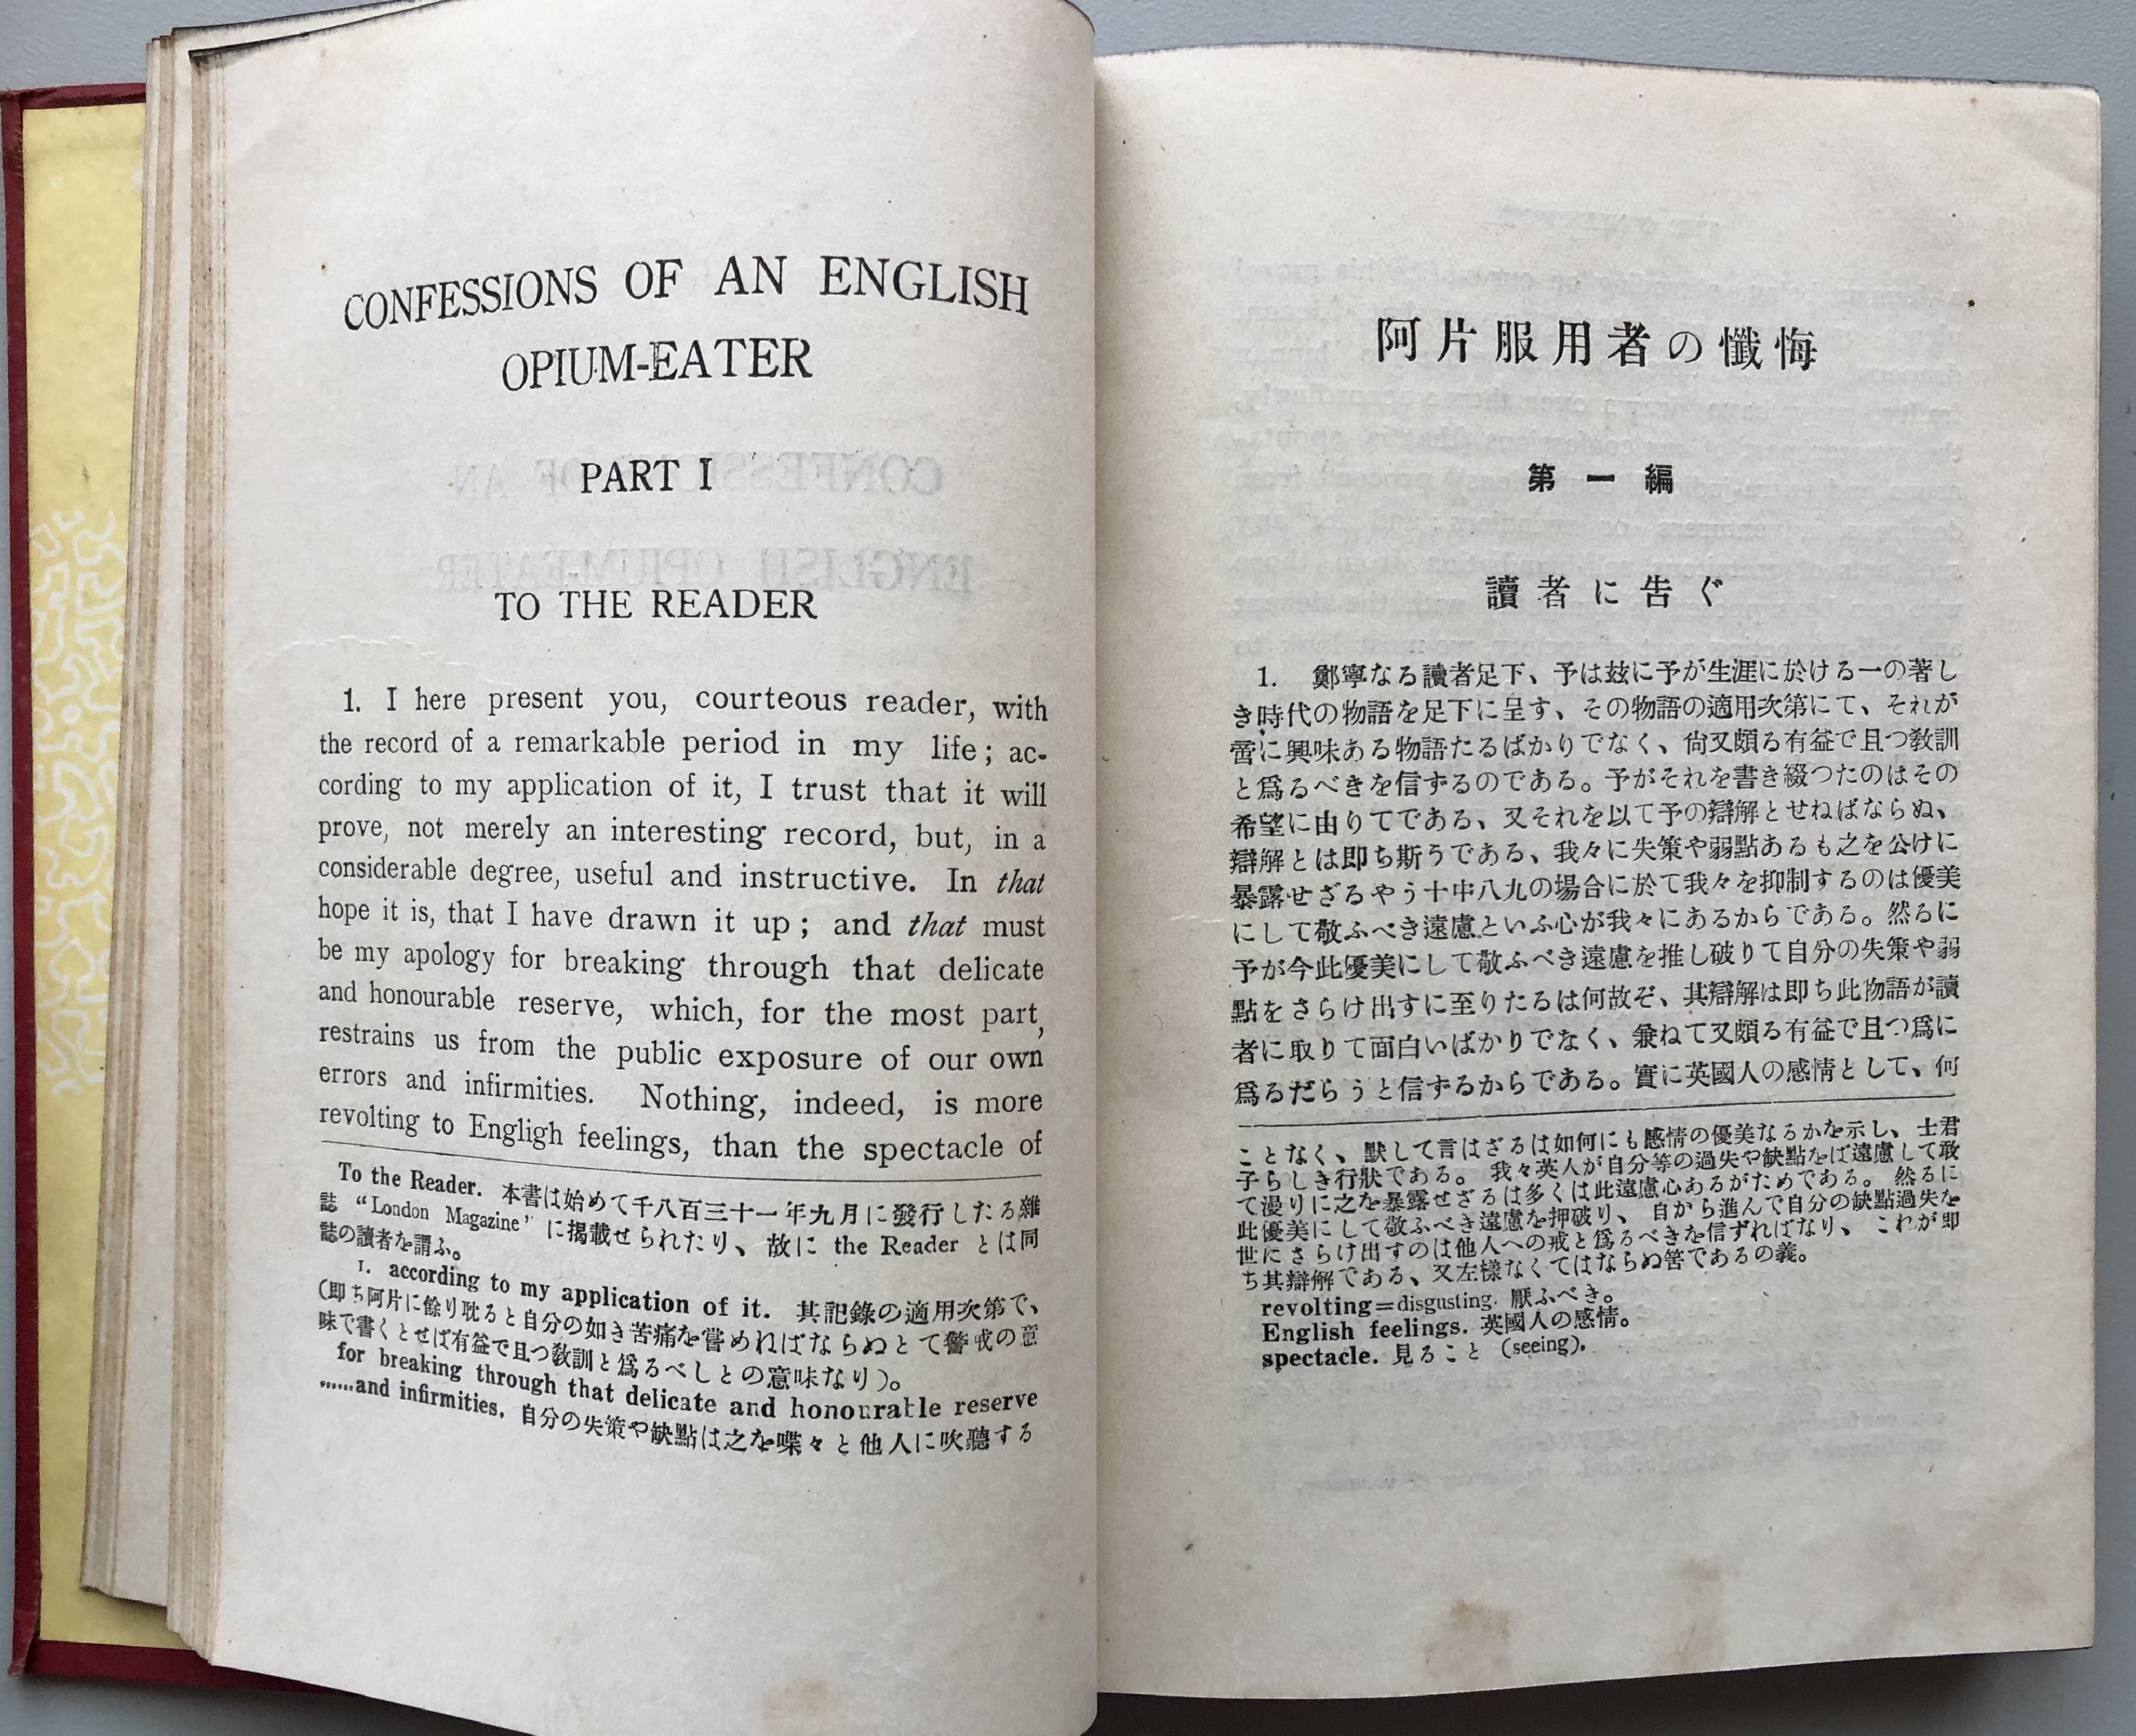 CONFESSIONS OF AN ENGLISH
OPIUM-EATER
PART I
TO THE READER
1. I here present you, courteous reader, with
the record of a remarkable period in my life; ac-
cording to my application of it, I trust that it will
prove, not merely an interesting record, but, in a
considerable degree, useful and instructive. In that
hope it is, that I have drawn it up; and that must
be my apology for breaking through that delicate
and honourable reserve, which, for the most part,
restrains us from the public exposure of our own
errors and infirmities. Nothing, indeed, is more
revolting to Engligh feelings, than the spectacle of
To the Reader. 本書は始めて千八百三十一年九月に發行したる雜
誌 “London Magazine” に掲載せられたり、故に the Reader とは同
誌の讀者を謂ふ。
1. according to my application of it. 其記錄の適用次第で、
(即ち阿片に餘り耽ると自分の如き苦痛を嘗めればならぬとて警戒の意
味で書くとせば有益で且つ敎訓と爲るべしとの意味なり)。
for breaking through that delicate and honourable reserve
......and infirmities. 自分の失策や缺點は之を喋々と他人に吹聽する
阿片服用者の懺悔
第一編
讀者に告ぐ
1. 鄭寧なる讀者足下、予は玆に予が生涯に於ける一の著し
き時代の物語を足下に呈す、その物語の適用次第にて、それが
啻に興味ある物語たるばかりでなく、尙又頗る有益で且つ敎訓
と爲るべきを信ずるのである。予がそれを書き綴つたのはその
希望に由りてである、又それを以て予の辯解とせねばならぬ、
辯解とは即ち斯うである、我々に失策や弱點あるも之を公けに
暴露せざるやう十中八九の場合に於て我々を抑制するのは優美
にして敬ふべき遠慮といふ心が我々にあるからである。然るに
予が今此優美にして敬ふべき遠慮を推し破りて自分の失策や弱
點をさらけ出すに至りたるは何故ぞ、其辯解は即ち此物語が讀
者に取りて面白いばかりでなく、兼ねて又頗る有益で且つ爲に
爲るだらうと信ずるからである。實に英國人の感情として、何
ことなく、默して言はざるは如何にも感情の優美なるかを示し、士君
子らしき行狀である。 我々英人が自分等の過失や缺點をば遠慮して敢
て漫りに之を暴露せざるは多くは此遠慮心あるがためである。 然るに
此優美にして敬ふべき遠慮を押破り、 自から進んで自分の缺點過失を
世にさらけ出すのは他人への戒と爲るべきを信ずればなり、 これが即
ち其辯解である、又左樣なくてはならぬ筈であるの義。
revolting=disgusting. 厭ふべき。
English feelings. 英國人の感情。
spectacle. 見ること (seeing).